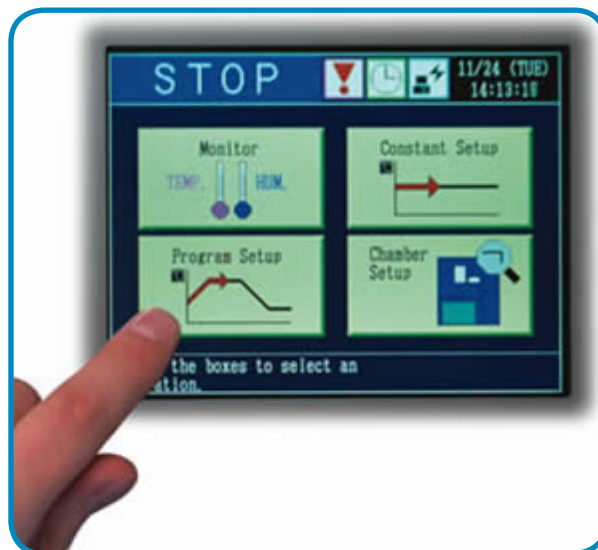 STOP
11/24 (TUE)
14:13:16
Monitor
TEMP.
HUM.
Constant Setup
Program Setup
Chamber
Setup
the boxes to select an
ation.